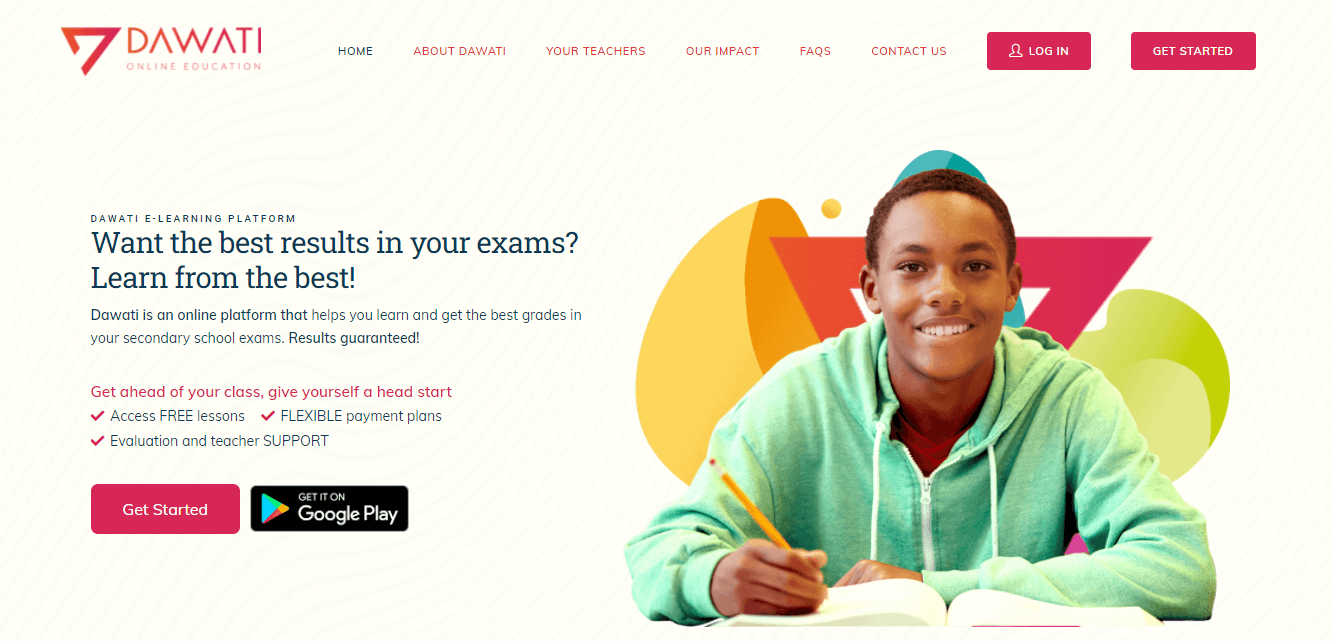 DAWATI
ONLINE EDUCATION
HOME
ABOUT DAWATI
YOUR TEACHERS
OUR IMPACT
FAQS
CONTACT US
LOG IN
GET STARTED
DAWATI E-LEARNING PLATFORM
Want the best results in your exams?
Learn from the best!
Dawati is an online platform that helps you learn and get the best grades in
your secondary school exams. Results guaranteed!
Get ahead of your class, give yourself a head start
Access FREE lessons FLEXIBLE payment plans
Evaluation and teacher SUPPORT
Get Started
GET IT ON
Google Play